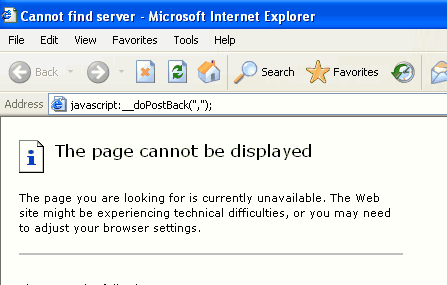 Cannot find server - Microsoft Internet Explorer
File Edit View Favorites Tools Help
Back Search Favorites
Address javascript:__doPostBack('','');
The page cannot be displayed
The page you are looking for is currently unavailable. The Web
site might be experiencing technical difficulties, or you may need
to adjust your browser settings.